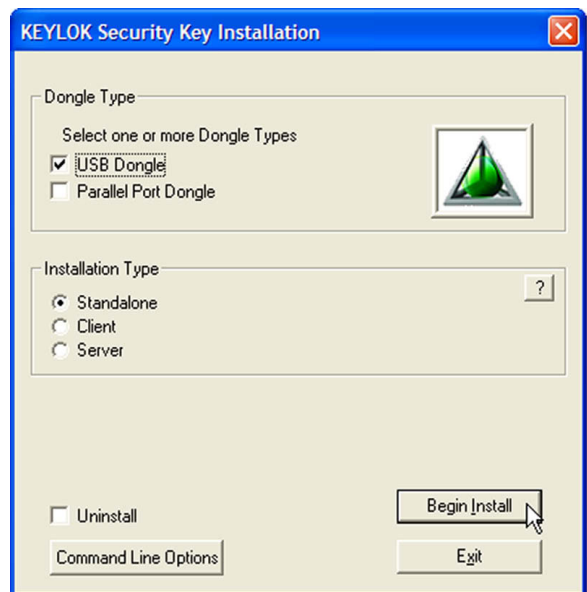 KEYLOK Security Key Installation
Dongle Type
Select one or more Dongle Types
USB Dongle
Parallel Port Dongle
Installation Type
?
Standalone
Client
Server
Uninstall
Begin Install
Command Line Options
Exit